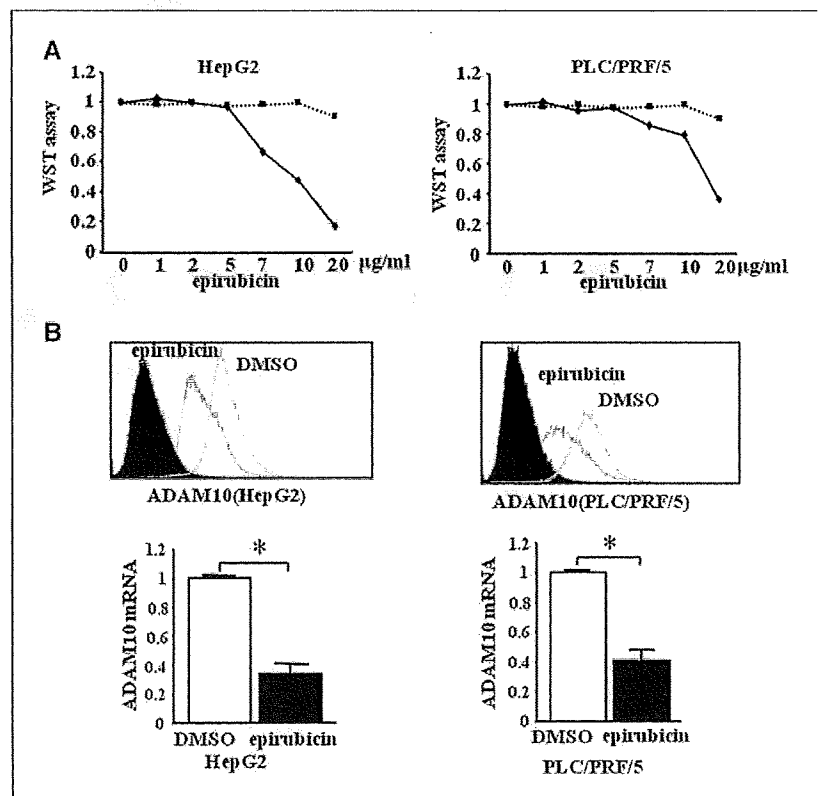 A
HepG2
PLC/PRF/5
1.2
1
0.8
0.6
0.4
0.2
0
WST assay
0 1 2 5 7 10 20 µg/ml
epirubicin
1.2
1
0.8
0.6
0.4
0.2
0
WST assay
0 1 2 5 7 10 20 µg/ml
epirubicin
B
epirubicin
DMSO
ADAM10(HepG2)
epirubicin
DMSO
ADAM10(PLC/PRF/5)
1.2
1
0.8
0.6
0.4
0.2
0
ADAM10 mRNA
*
DMSO epirubicin
HepG2
1.2
1
0.8
0.6
0.4
0.2
0
ADAM10 mRNA
*
DMSO epirubicin
PLC/PRF/5